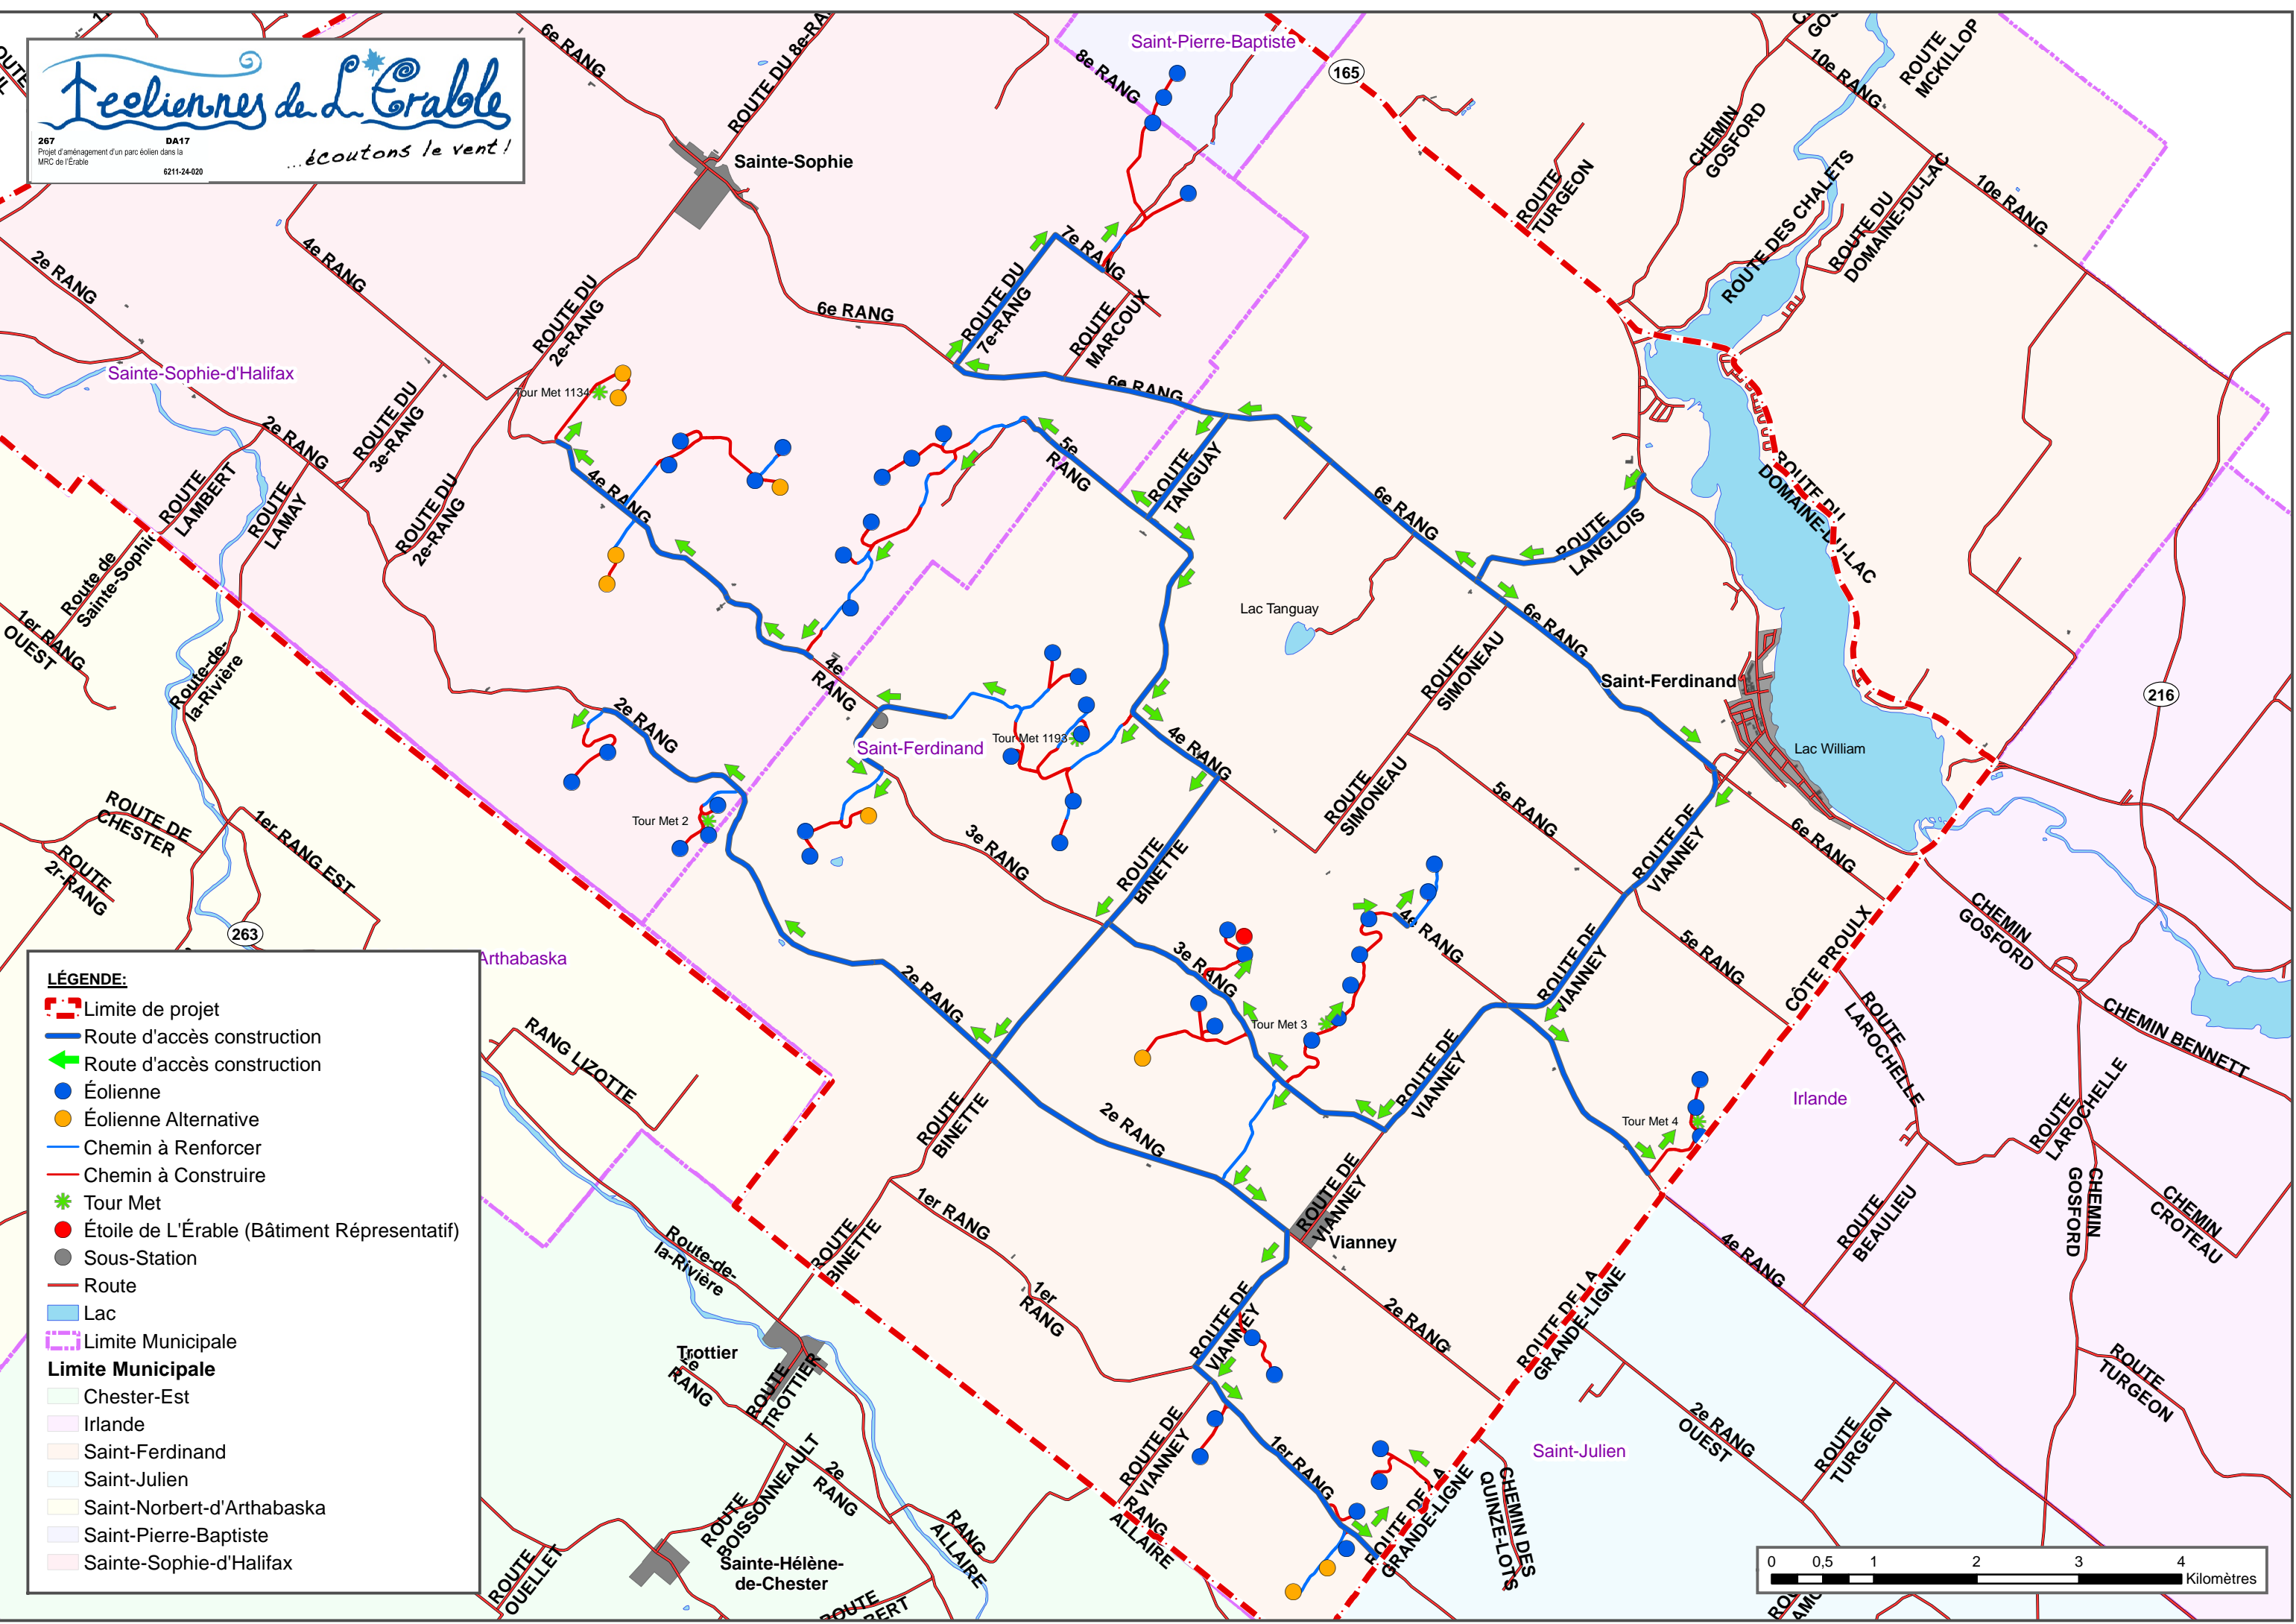 éoliennes de L'Érable
...écoutons le vent!
267 DA17
Projet d'aménagement d'un parc éolien dans la
MRC de l'Érable
6211-24-020
6e RANG
ROUTE DU 8e-RA
Saint-Pierre-Baptiste
8e RANG
165
10e RANG
ROUTE
MCKILLOP
CHEMIN
GOSFORD
ROUTE
TURGEON
ROUTE DES CHALETS
ROUTE DU
DOMAINE-DU-LAC
10e RANG
Sainte-Sophie
2e RANG
4e RANG
ROUTE DU
2e-RANG
6e RANG
ROUTE DU
7e-RANG
7e RANG
ROUTE
MARCOUX
6e RANG
Sainte-Sophie-d'Halifax
Tour Met 1134
2e RANG
ROUTE DU
3e-RANG
ROUTE
LAMBERT
ROUTE
LAMAY
ROUTE DU
2e-RANG
4e RANG
5e
RANG
ROUTE
TANGUAY
6e RANG
ROUTE
LANGLOIS
ROUTE DU
DOMAINE-DU-LAC
Route de
Sainte-Sophie
1er RANG
OUEST
Route-de-
la-Rivière
Lac Tanguay
6e RANG
ROUTE
SIMONEAU
Saint-Ferdinand
216
Lac William
4e
RANG
2e RANG
Saint-Ferdinand
Tour Met 1193
4e RANG
ROUTE
SIMONEAU
5e RANG
Tour Met 2
ROUTE DE
CHESTER
1er RANG EST
ROUTE
2r-RANG
263
3e RANG
ROUTE
BINETTE
ROUTE DE
VIANNEY
6e RANG
CHEMIN
GOSFORD
Arthabaska
2e RANG
3e RANG
4e RANG
ROUTE DE
VIANNEY
5e RANG
CÔTE PROULX
Tour Met 3
ROUTE
LAROCHELLE
CHEMIN BENNETT
RANG LIZOTTE
ROUTE
BINETTE
2e RANG
ROUTE DE
VIANNEY
Tour Met 4
Irlande
ROUTE
LAROCHELLE
1er RANG
ROUTE DE
VIANNEY
Vianney
ROUTE
BEAULIEU
CHEMIN
GOSFORD
CHEMIN
CROTEAU
Route-de-
la-Rivière
ROUTE
BINETTE
1er
RANG
ROUTE DE
VIANNEY
2e RANG
ROUTE DE LA
GRANDE-LIGNE
4e RANG
Trottier
2e
RANG
ROUTE
TROTTIER
ROUTE
TURGEON
ROUTE
BOISSONNEAULT
2e
RANG
ROUTE DE
VIANNEY
1er RANG
Saint-Julien
2e RANG
OUEST
ROUTE
TURGEON
RANG
ALLAIRE
RANG
ALLAIRE
ROUTE DE LA
GRANDE-LIGNE
CHEMIN DES
QUINZE-LOTS
ROUTE
OUELLET
Sainte-Hélène-
de-Chester
LÉGENDE:
Limite de projet
Route d'accès construction
Route d'accès construction
Éolienne
Éolienne Alternative
Chemin à Renforcer
Chemin à Construire
Tour Met
Étoile de L'Érable (Bâtiment Répresentatif)
Sous-Station
Route
Lac
Limite Municipale
Limite Municipale
Chester-Est
Irlande
Saint-Ferdinand
Saint-Julien
Saint-Norbert-d'Arthabaska
Saint-Pierre-Baptiste
Sainte-Sophie-d'Halifax
0 0,5 1 2 3 4
Kilomètres